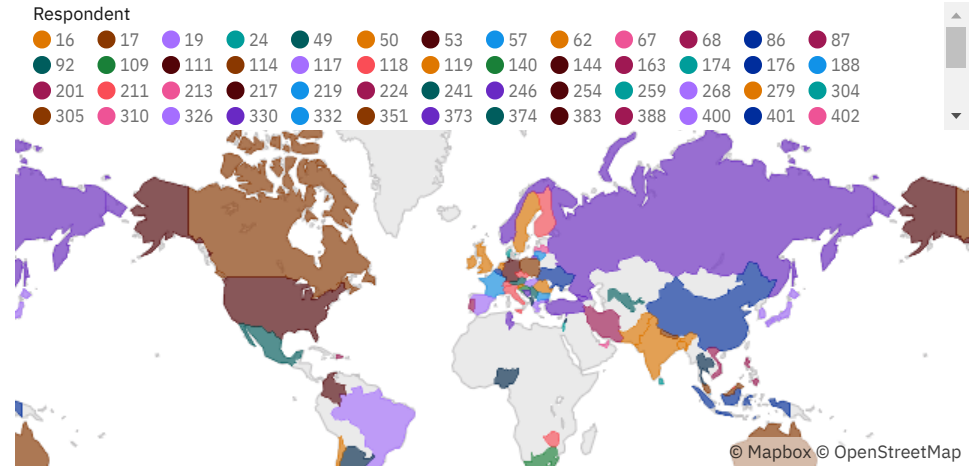 Respondent
16 17 19 24 49 50 53 57 62 67 68 86 87
92 109 111 114 117 118 119 140 144 163 174 176 188
201 211 213 217 219 224 241 246 254 259 268 279 304
305 310 326 330 332 351 373 374 383 388 400 401 402
© Mapbox © OpenStreetMap